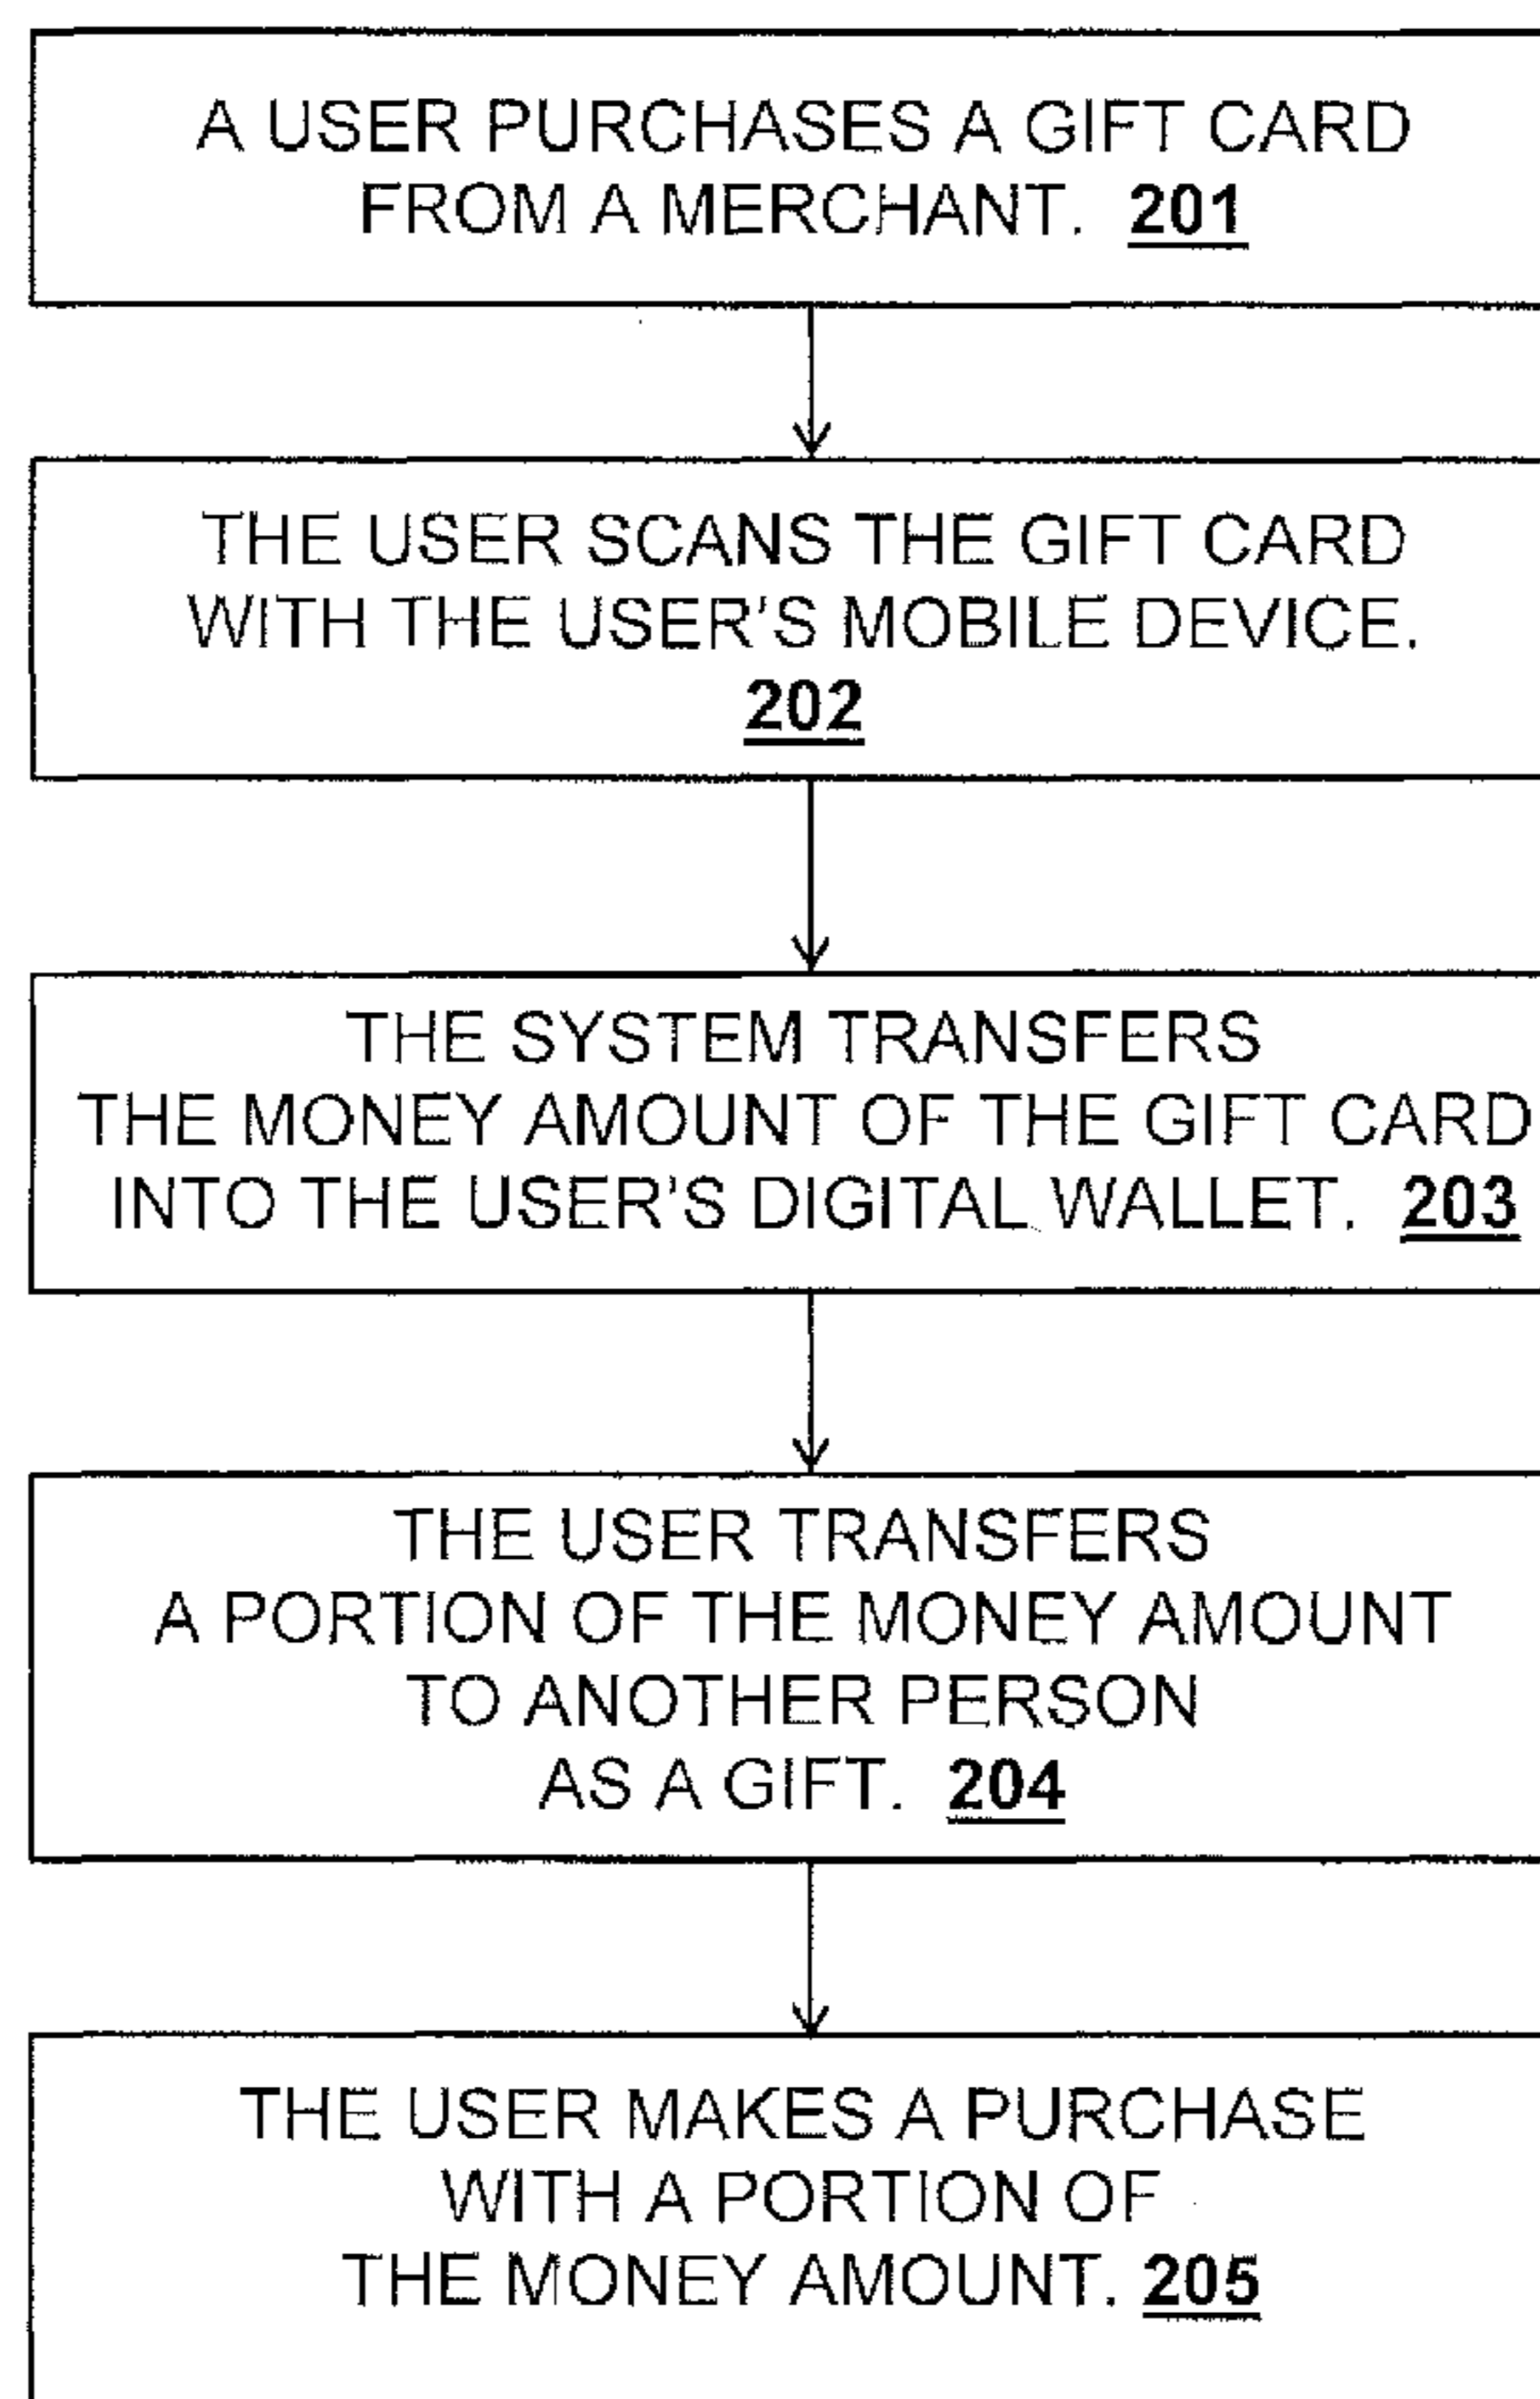 A USER PURCHASES A GIFT CARD
FROM A MERCHANT. 201
THE USER SCANS THE GIFT CARD
WITH THE USER'S MOBILE DEVICE.
202
THE SYSTEM TRANSFERS
THE MONEY AMOUNT OF THE GIFT CARD
INTO THE USER'S DIGITAL WALLET. 203
THE USER TRANSFERS
A PORTION OF THE MONEY AMOUNT
TO ANOTHER PERSON
AS A GIFT. 204
THE USER MAKES A PURCHASE
WITH A PORTION OF
THE MONEY AMOUNT. 205